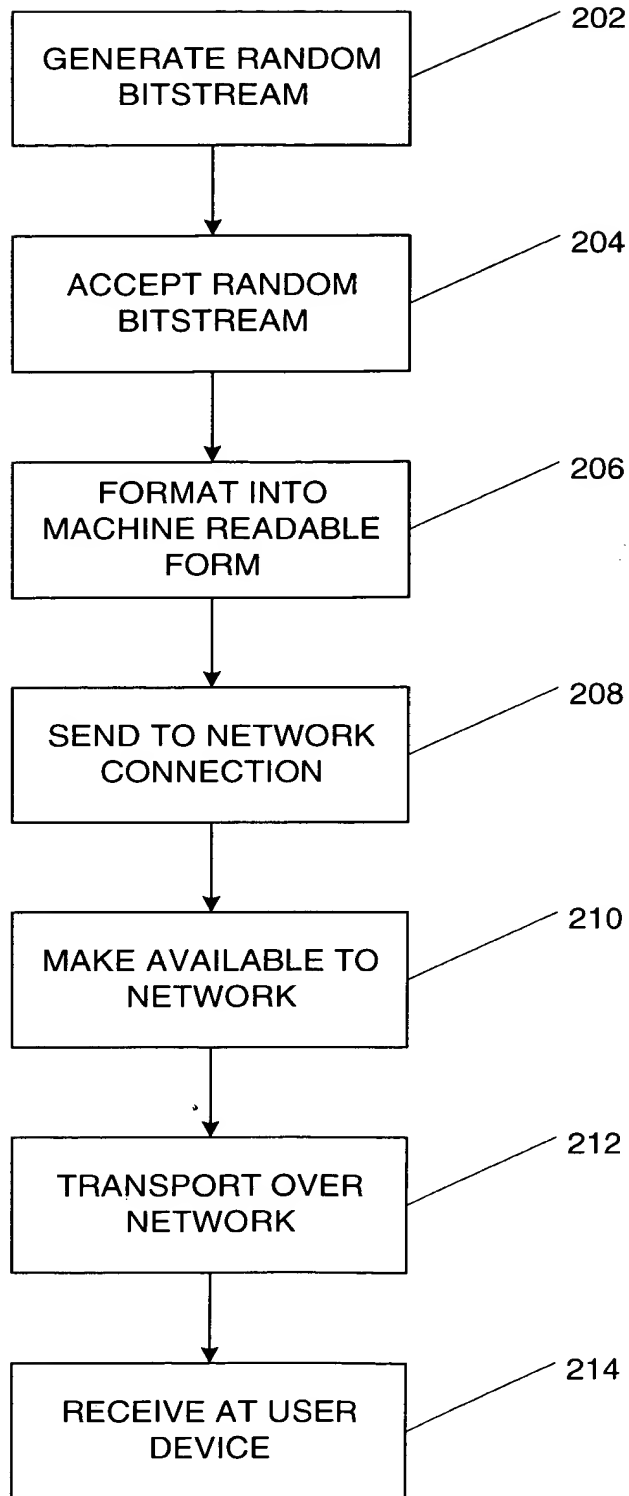 202
GENERATE RANDOM
BITSTREAM
204
ACCEPT RANDOM
BITSTREAM
206
FORMAT INTO
MACHINE READABLE
FORM
208
SEND TO NETWORK
CONNECTION
210
MAKE AVAILABLE TO
NETWORK
212
TRANSPORT OVER
NETWORK
214
RECEIVE AT USER
DEVICE